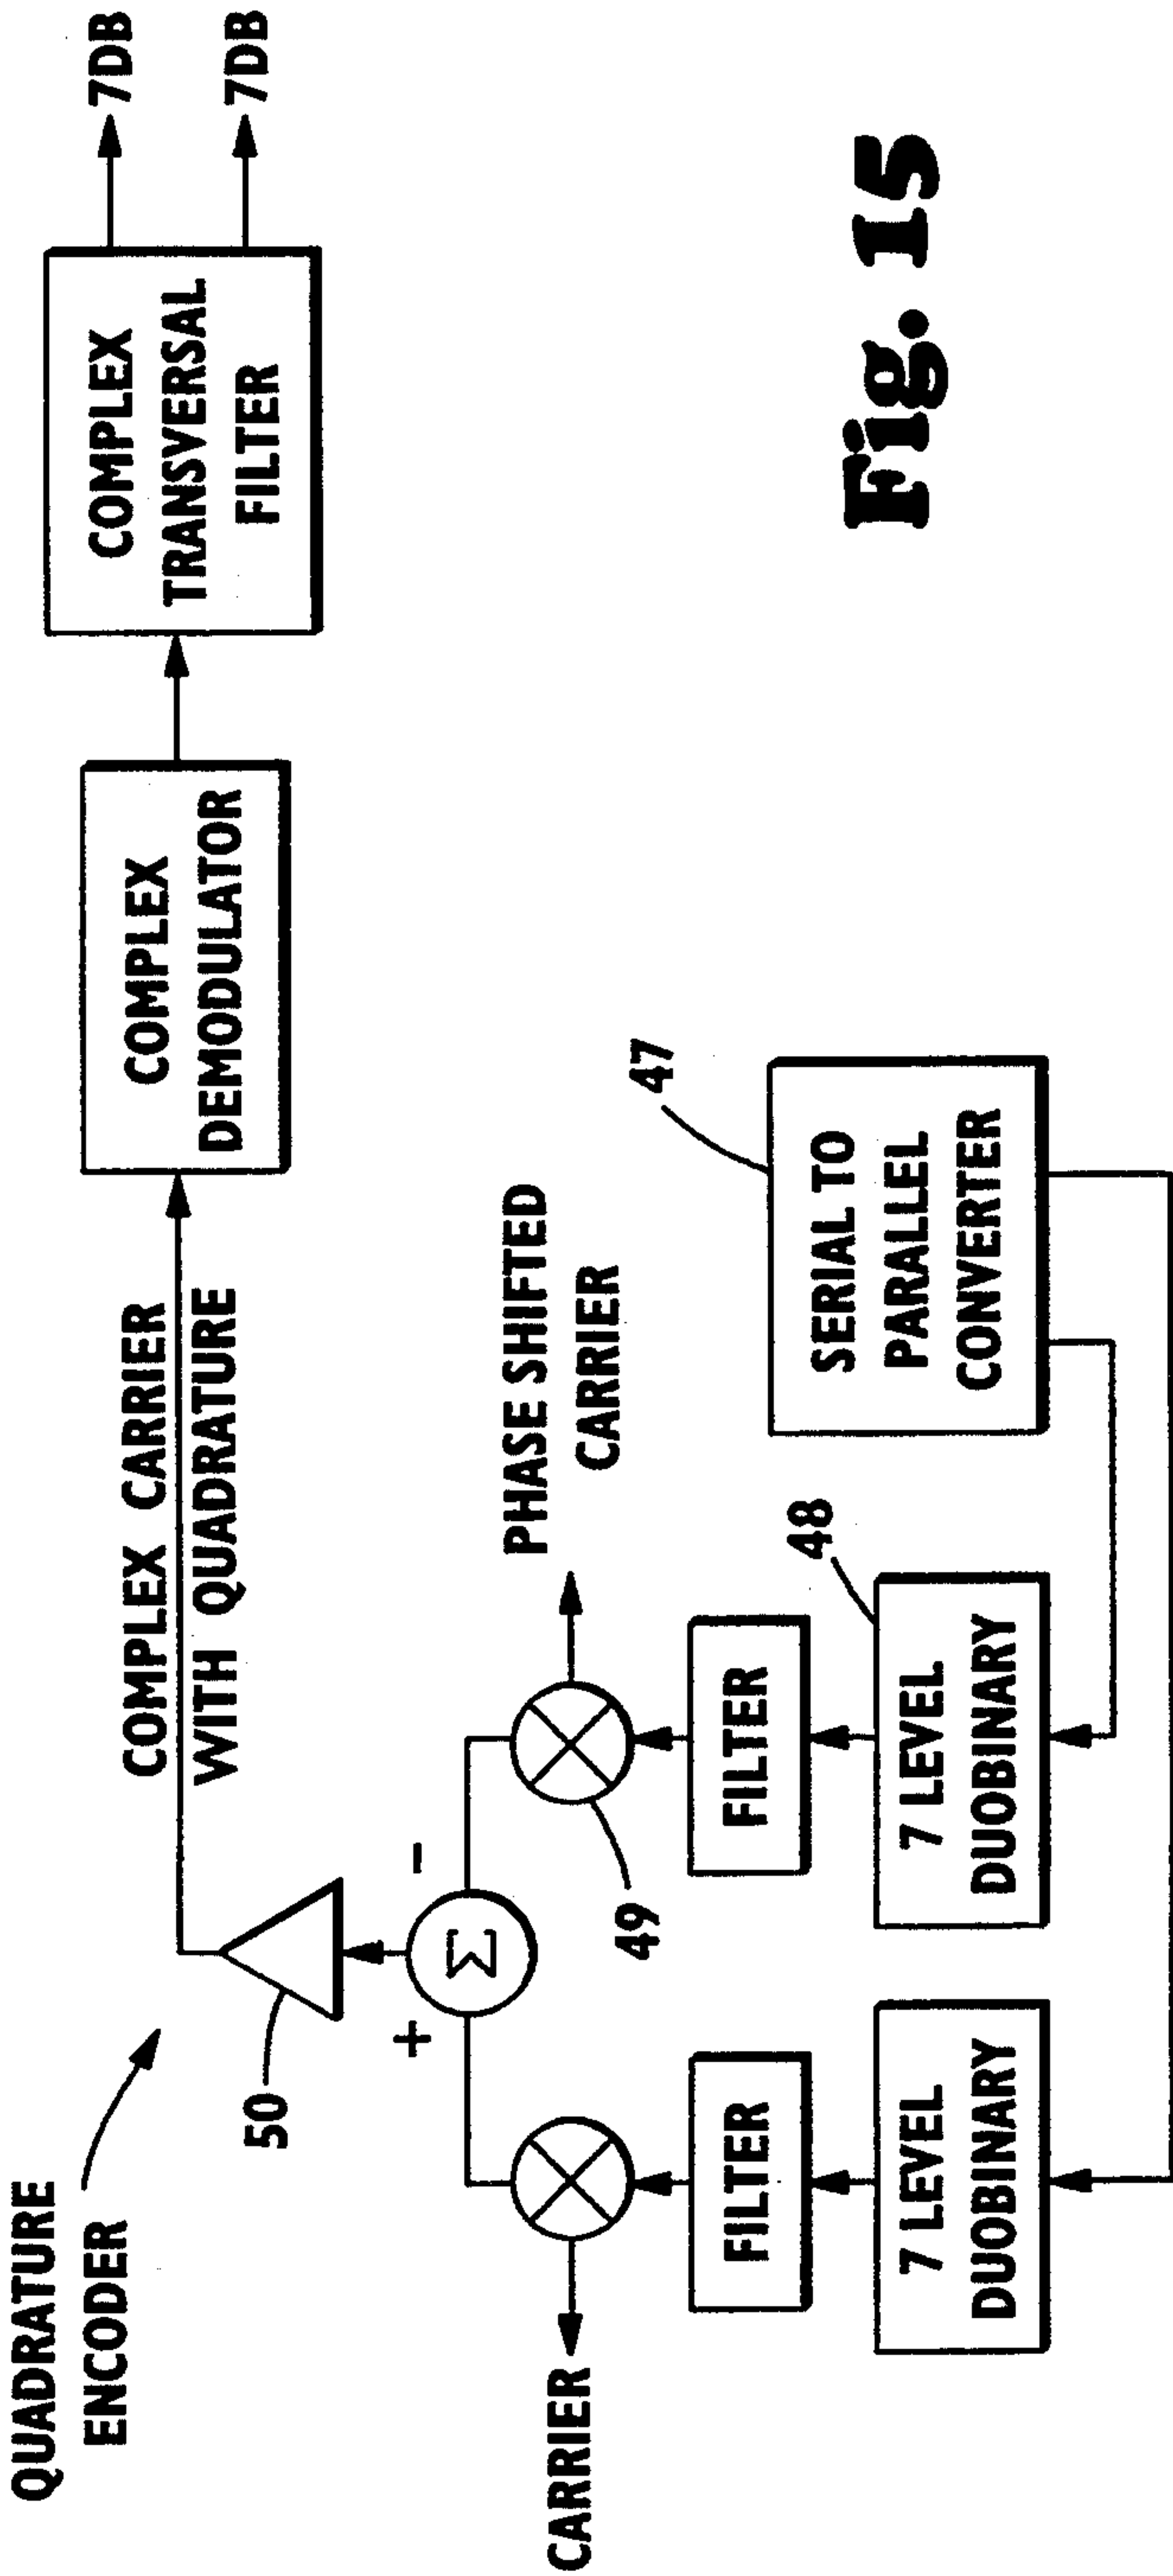 QUADRATURE
ENCODER
COMPLEX CARRIER
WITH QUADRATURE
COMPLEX
DEMODULATOR
COMPLEX
TRANSVERSAL
FILTER
7DB
7DB
50
+
-
Σ
CARRIER
PHASE SHIFTED
CARRIER
49
FILTER
FILTER
7 LEVEL
DUOBINARY
7 LEVEL
DUOBINARY
48
SERIAL TO
PARALLEL
CONVERTER
47
Fig. 15